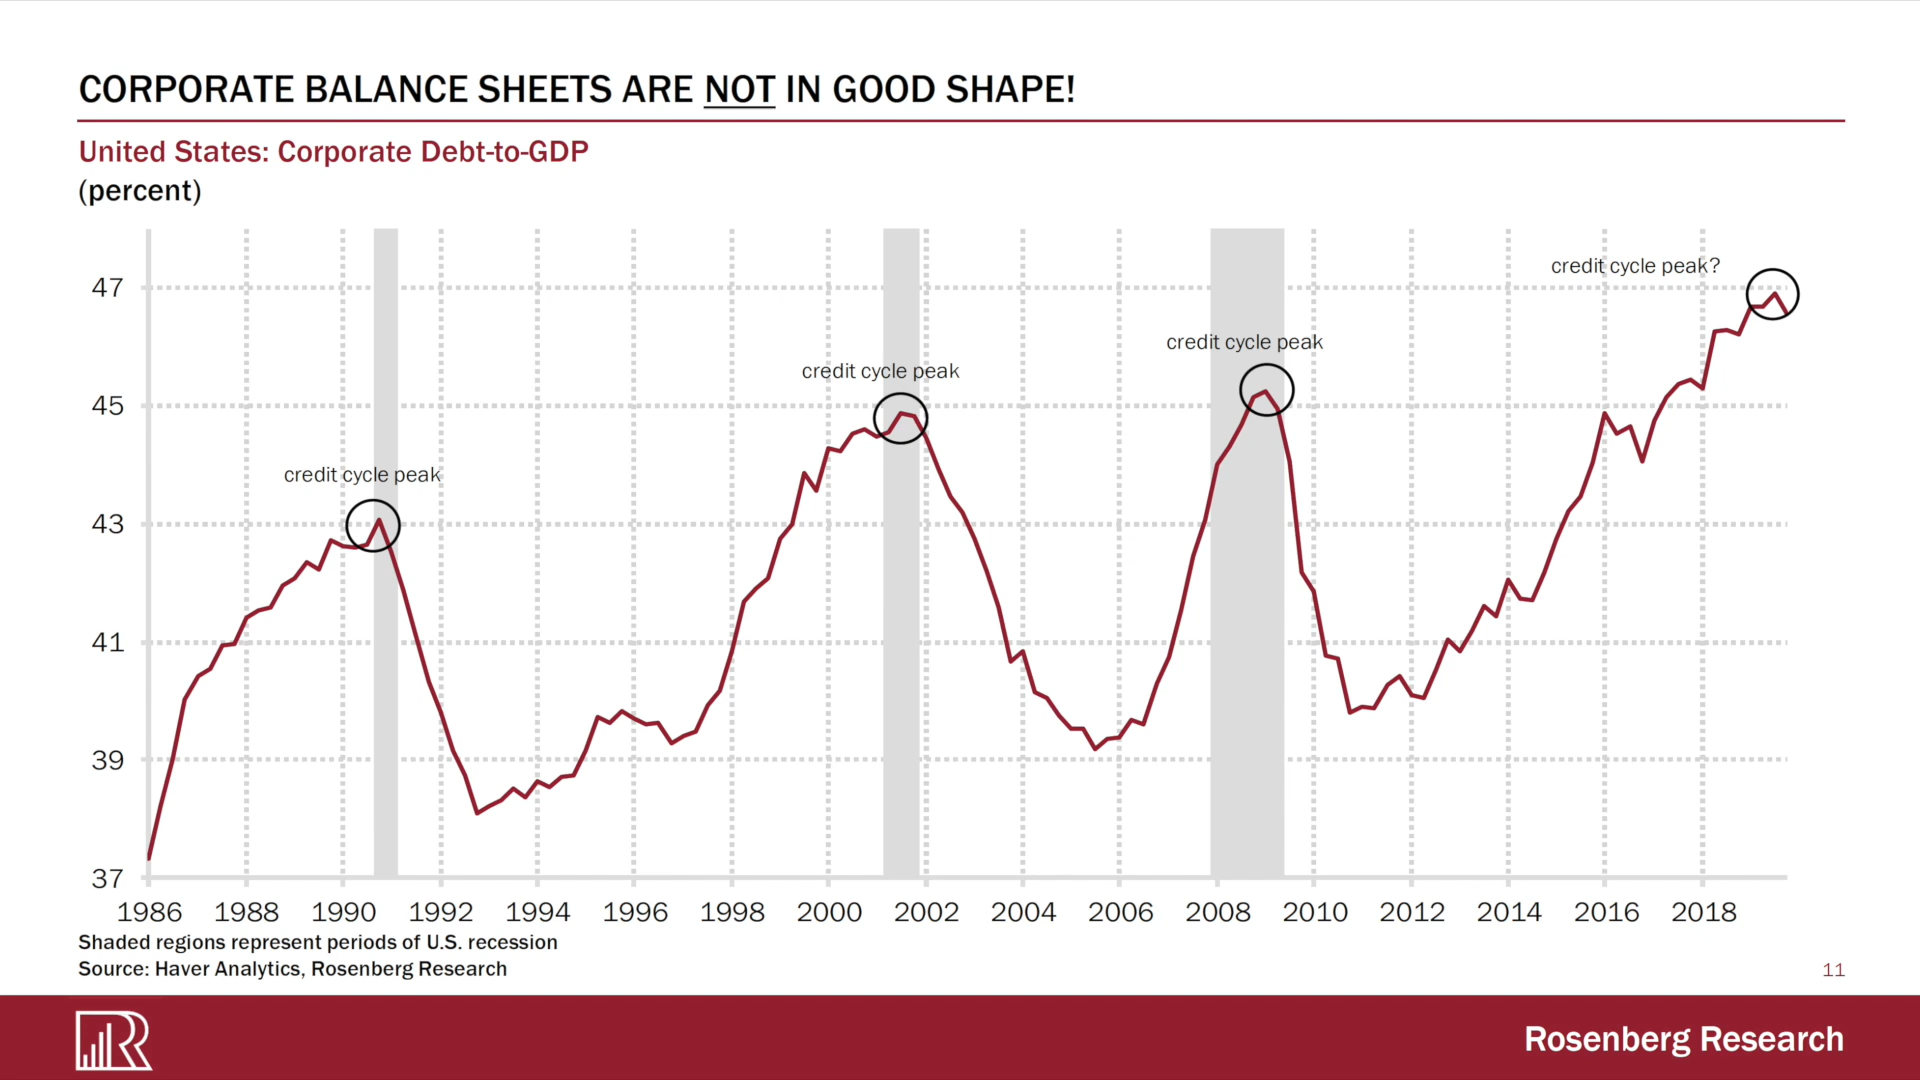 CORPORATE BALANCE SHEETS ARE NOT IN GOOD SHAPE!
United States: Corporate Debt-to-GDP
(percent)
credit cycle peak?
47
credit cycle peak
credit cycle peak
45
credit cycle peak
43
41
39
37
1986 1988 1990 1992 1994 1996 1998 2000 2002 2004 2006 2008 2010 2012 2014 2016 2018
Shaded regions represent periods of U.S. recession
Source: Haver Analytics, Rosenberg Research
11
R
Rosenberg Research